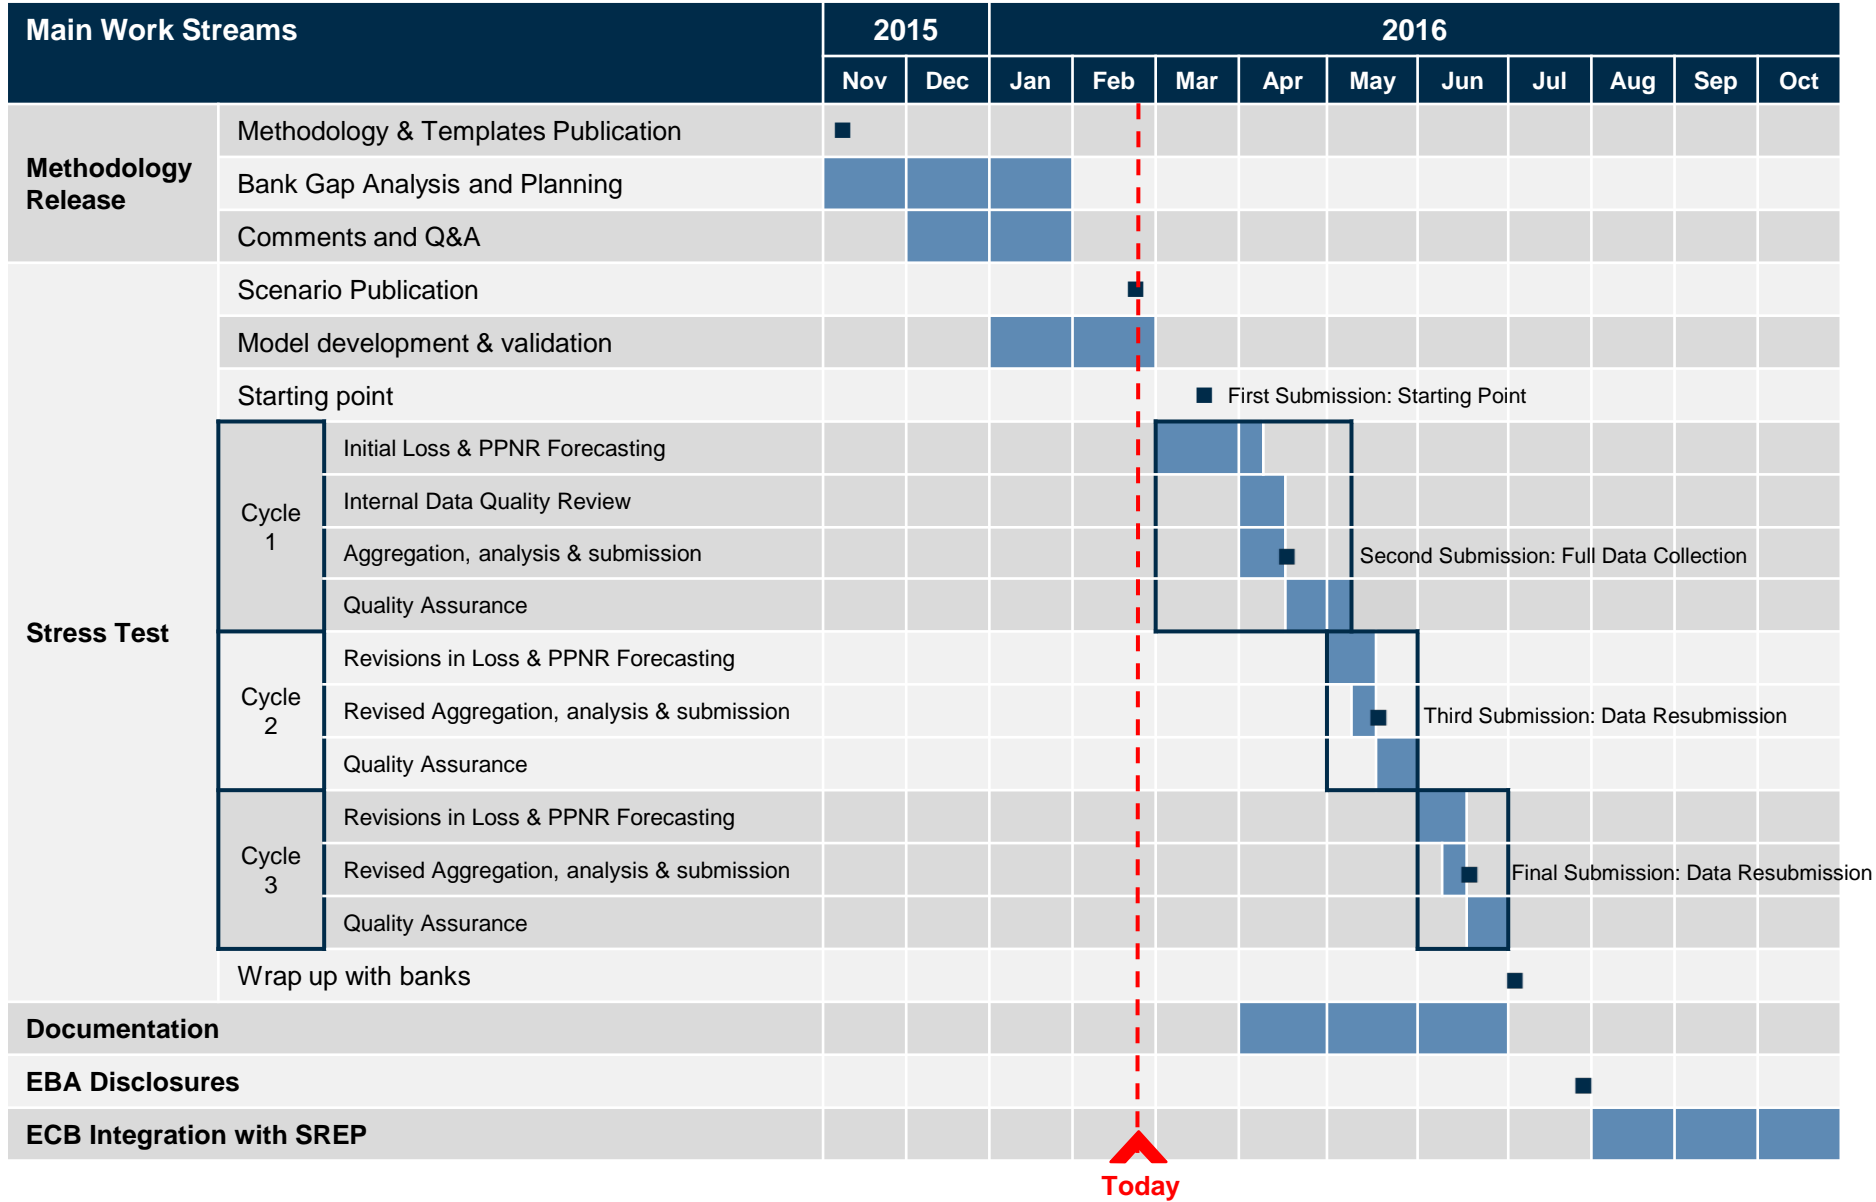 Main Work Streams
2015
2016
Nov
Dec
Jan
Feb
Mar
Apr
May
Jun
Jul
Aug
Sep
Oct
Methodology
Release
Methodology & Templates Publication
Bank Gap Analysis and Planning
Comments and Q&A
Stress Test
Scenario Publication
Model development & validation
Starting point
First Submission: Starting Point
Cycle
1
Initial Loss & PPNR Forecasting
Internal Data Quality Review
Aggregation, analysis & submission
Second Submission: Full Data Collection
Quality Assurance
Cycle
2
Revisions in Loss & PPNR Forecasting
Revised Aggregation, analysis & submission
Third Submission: Data Resubmission
Quality Assurance
Cycle
3
Revisions in Loss & PPNR Forecasting
Revised Aggregation, analysis & submission
Final Submission: Data Resubmission
Quality Assurance
Wrap up with banks
Documentation
EBA Disclosures
ECB Integration with SREP
Today